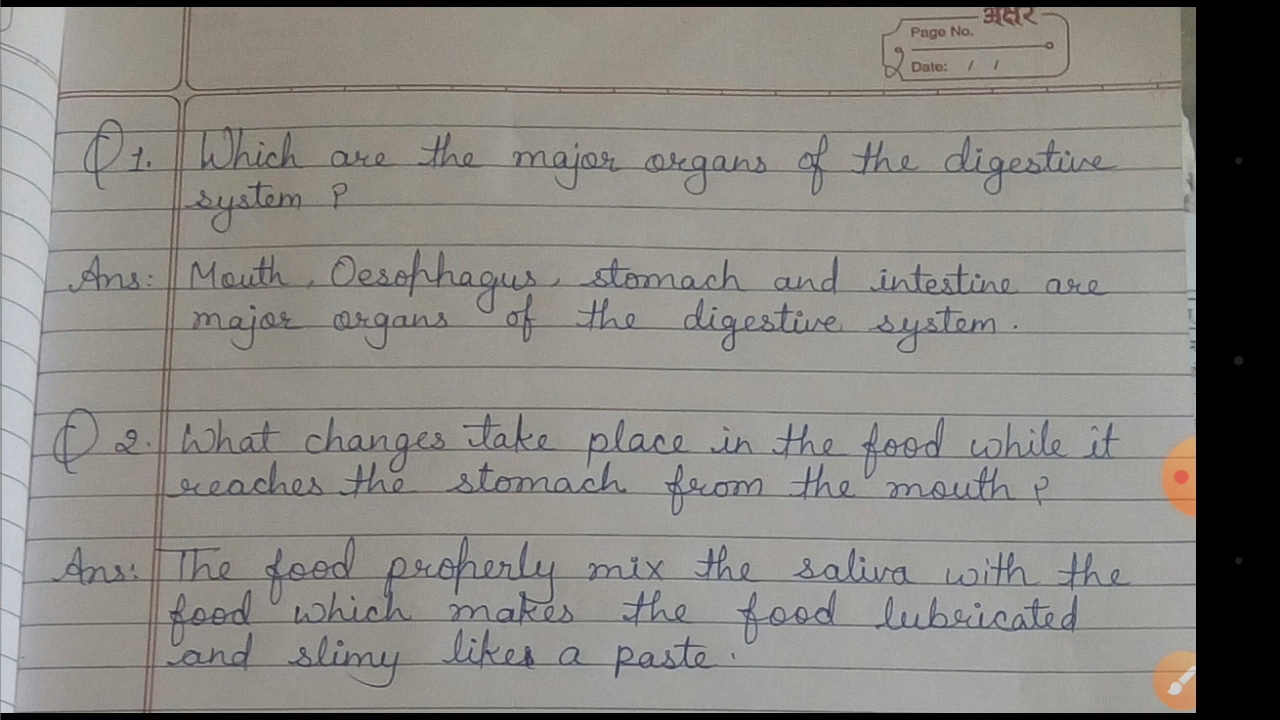 अक्षर
Page No.
2
Date: / /
Q1. Which are the major organs of the digestive
system ?
Ans: Mouth, Oesophagus, stomach and intestine are
major organs of the digestive system.
Q2. What changes take place in the food while it
reaches the stomach from the mouth ?
Ans: The food properly mix the saliva with the
food which makes the food lubricated
and slimy likes a paste.